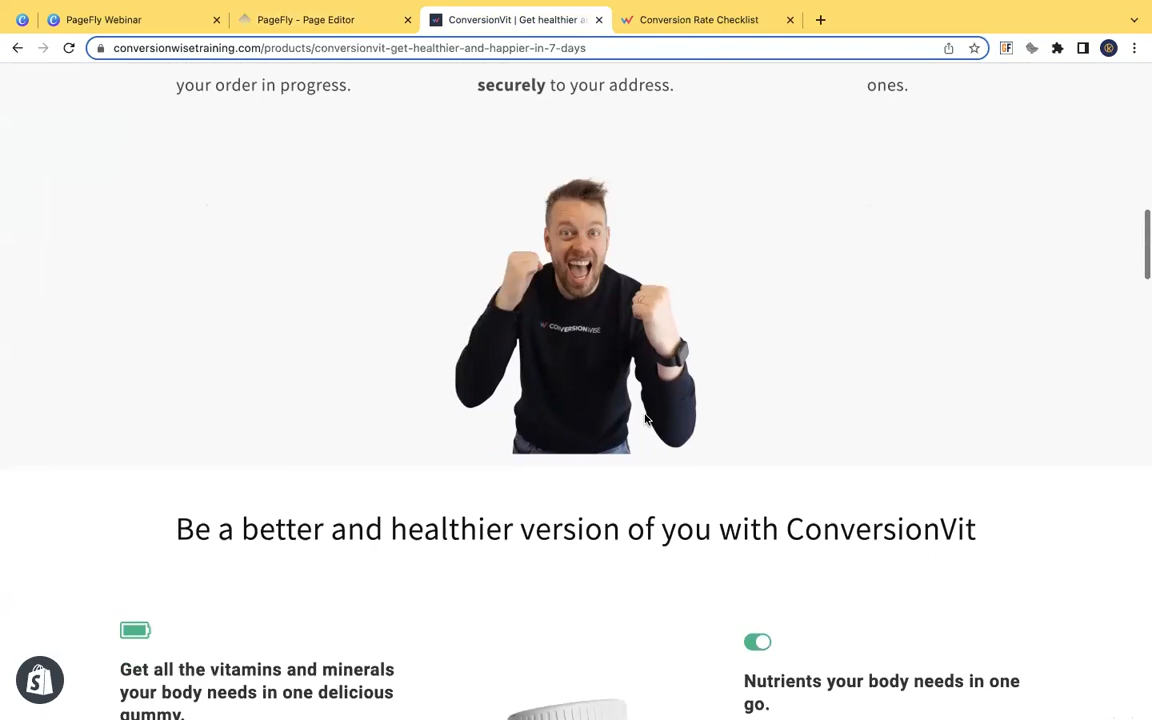 PageFly Webinar
PageFly - Page Editor
ConversionVit | Get healthier a
Conversion Rate Checklist
conversionwisetraining.com/products/conversionvit-get-healthier-and-happier-in-7-days
your order in progress.
securely to your address.
ones.
CONVERSIONWISE
Be a better and healthier version of you with ConversionVit
Get all the vitamins and minerals
your body needs in one delicious
gummy.
Nutrients your body needs in one
go.